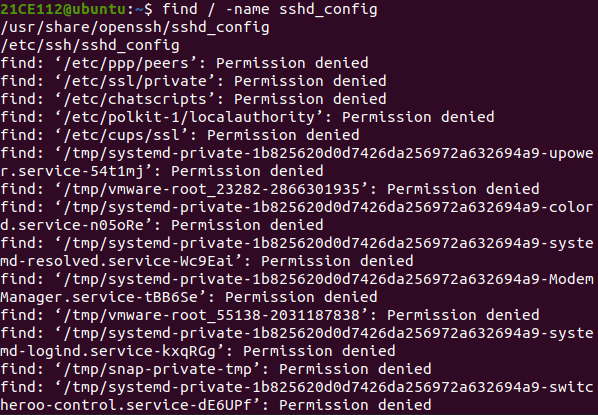 21CE112@ubuntu:~$ find / -name sshd_config
/usr/share/openssh/sshd_config
/etc/ssh/sshd_config
find: ‘/etc/ppp/peers’: Permission denied
find: ‘/etc/ssl/private’: Permission denied
find: ‘/etc/chatscripts’: Permission denied
find: ‘/etc/polkit-1/localauthority’: Permission denied
find: ‘/etc/cups/ssl’: Permission denied
find: ‘/tmp/systemd-private-1b825620d0d7426da256972a632694a9-upowe
r.service-54t1mj’: Permission denied
find: ‘/tmp/vmware-root_23282-2866301935’: Permission denied
find: ‘/tmp/systemd-private-1b825620d0d7426da256972a632694a9-color
d.service-n05oRe’: Permission denied
find: ‘/tmp/systemd-private-1b825620d0d7426da256972a632694a9-syste
md-resolved.service-Wc9Eai’: Permission denied
find: ‘/tmp/systemd-private-1b825620d0d7426da256972a632694a9-Modem
Manager.service-tBB6Se’: Permission denied
find: ‘/tmp/vmware-root_55138-2031187838’: Permission denied
find: ‘/tmp/systemd-private-1b825620d0d7426da256972a632694a9-syste
md-logind.service-kxqRGg’: Permission denied
find: ‘/tmp/snap-private-tmp’: Permission denied
find: ‘/tmp/systemd-private-1b825620d0d7426da256972a632694a9-switc
heroo-control.service-dE6UPf’: Permission denied